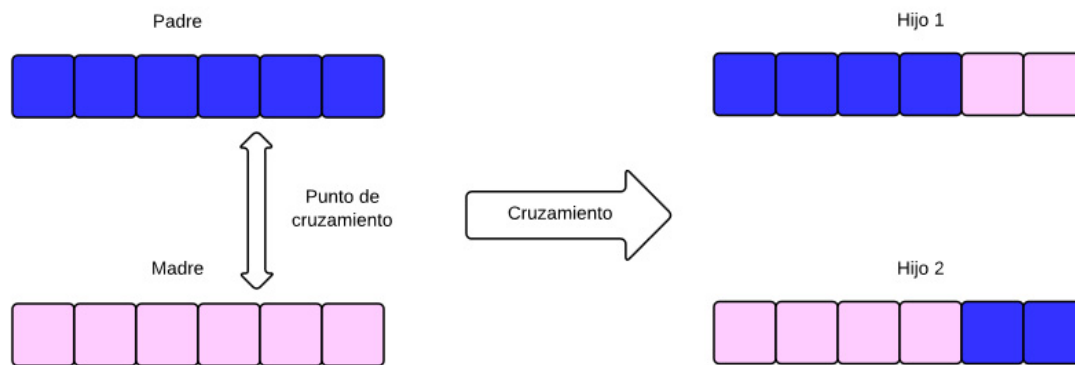 Padre
Hijo 1
Punto de
cruzamiento
Cruzamiento
Madre
Hijo 2